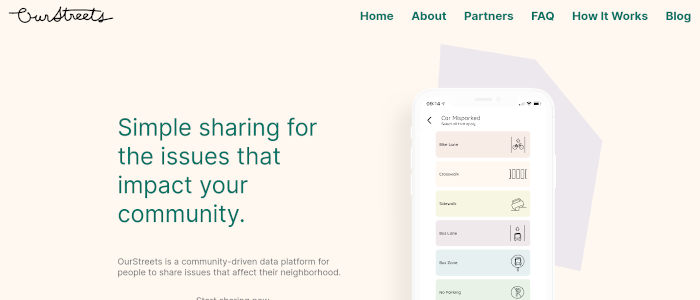 OurStreets
Home About Partners FAQ How It Works Blog
Simple sharing for
the issues that
impact your
community.
OurStreets is a community-driven data platform for
people to share issues that affect their neighborhood.
Start sharing now
09:14
Car Misparked
Select all that apply
Bike Lane
Crosswalk
Sidewalk
Bus Lane
Bus Zone
No Parking